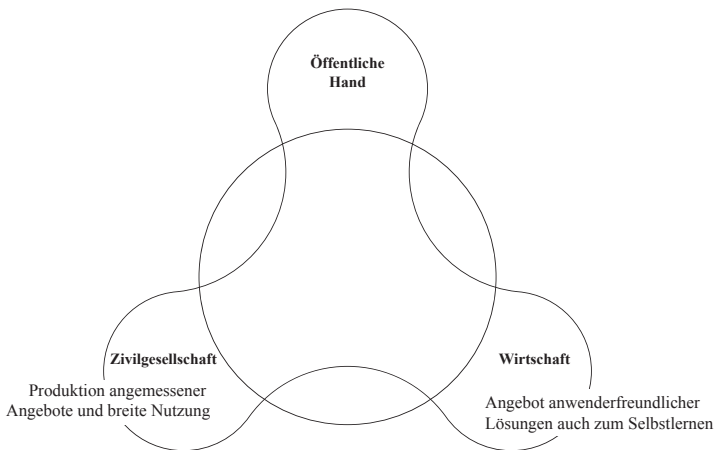 Öffentliche
Hand
Zivilgesellschaft
Produktion angemessener
Angebote und breite Nutzung
Wirtschaft
Angebot anwenderfreundlicher
Lösungen auch zum Selbstlernen